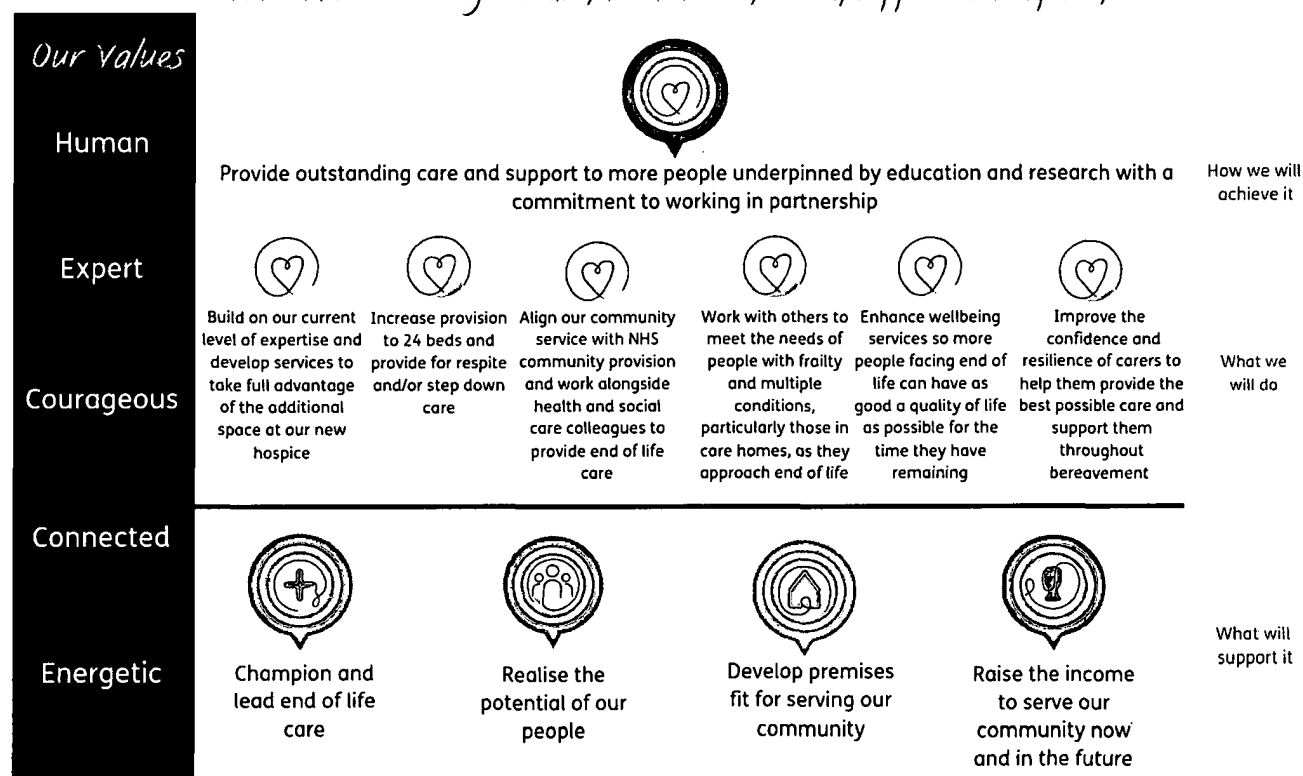 Our Values
Human
Expert
Courageous
Connected
Energetic
Provide outstanding care and support to more people underpinned by education and research with a
commitment to working in partnership
How we will
achieve it
Build on our current
level of expertise and
develop services to
take full advantage
of the additional
space at our new
hospice
Increase provision
to 24 beds and
provide for respite
and/or step down
care
Align our community
service with NHS
community provision
and work alongside
health and social
care colleagues to
provide end of life
care
Work with others to
meet the needs of
people with frailty
and multiple
conditions,
particularly those in
care homes, as they
approach end of life
Enhance wellbeing
services so more
people facing end of
life can have as
good a quality of life
as possible for the
time they have
remaining
Improve the
confidence and
resilience of carers to
help them provide the
best possible care and
support them
throughout
bereavement
What we
will do
Champion and
lead end of life
care
Realise the
potential of our
people
Develop premises
fit for serving our
community
Raise the income
to serve our
community now
and in the future
What will
support it